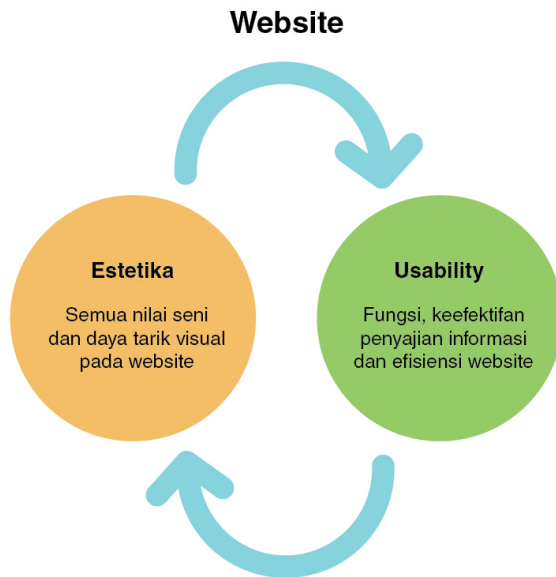 Website
Estetika
Semua nilai seni
dan daya tarik visual
pada website
Usability
Fungsi, keefektifan
penyajian informasi
dan efisiensi website